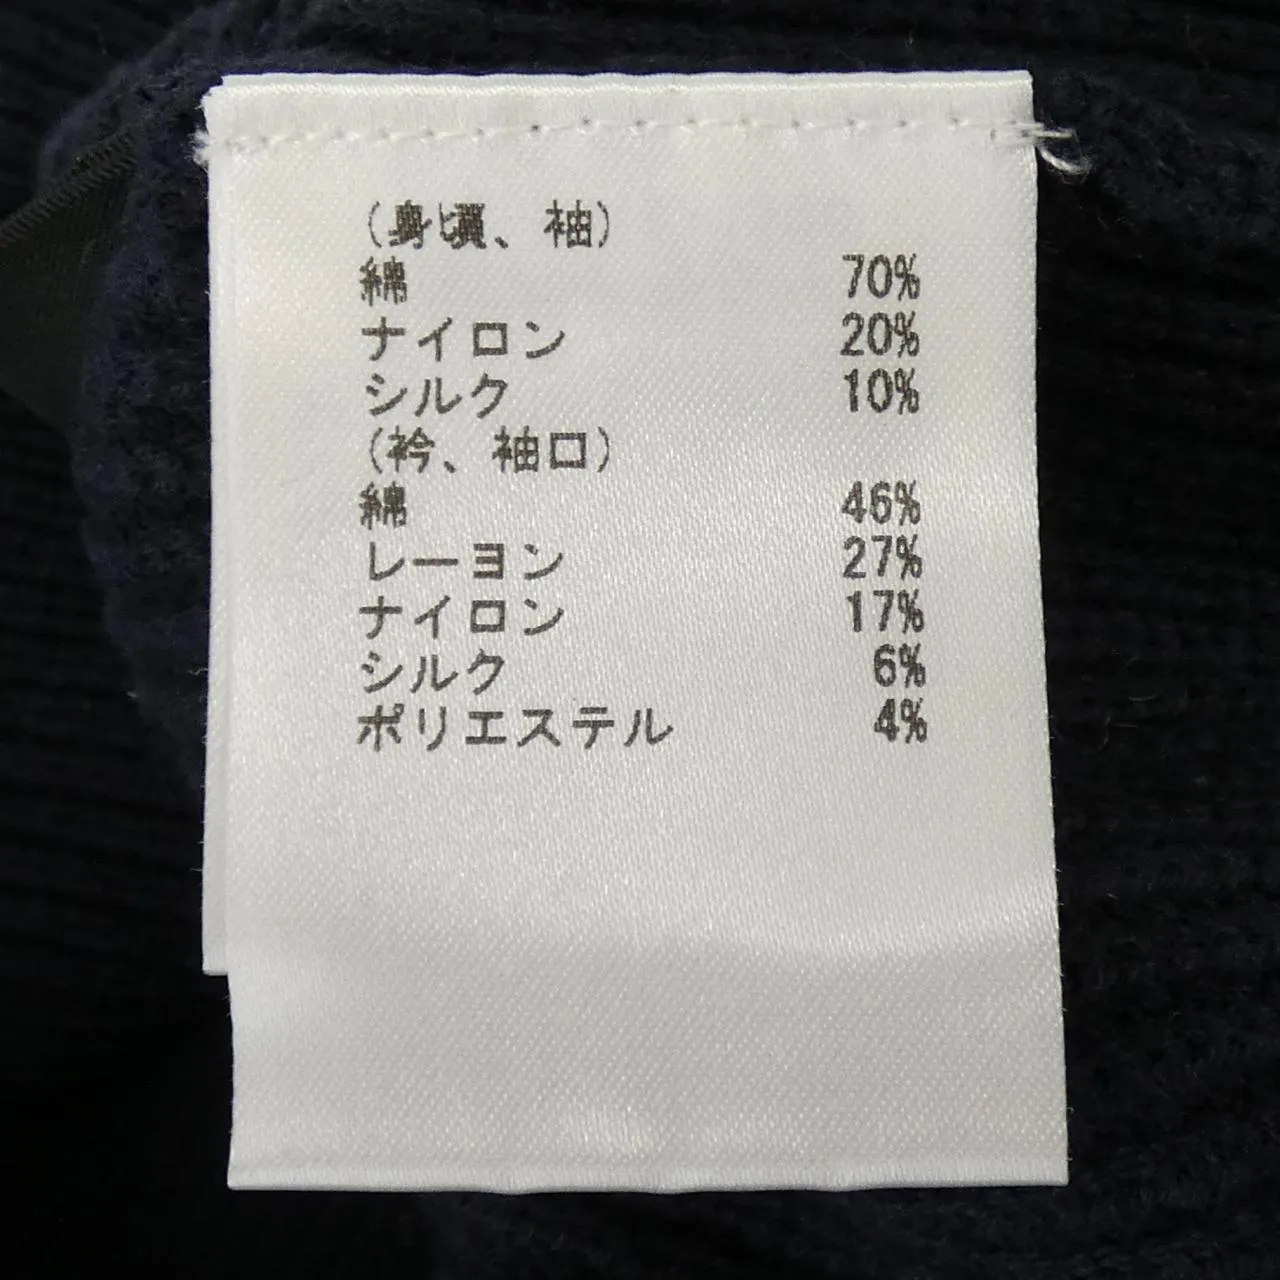 (身頃、袖)
綿 70%
ナイロン 20%
シルク 10%
(衿、袖口)
綿 46%
レーヨン 27%
ナイロン 17%
シルク 6%
ポリエステル 4%